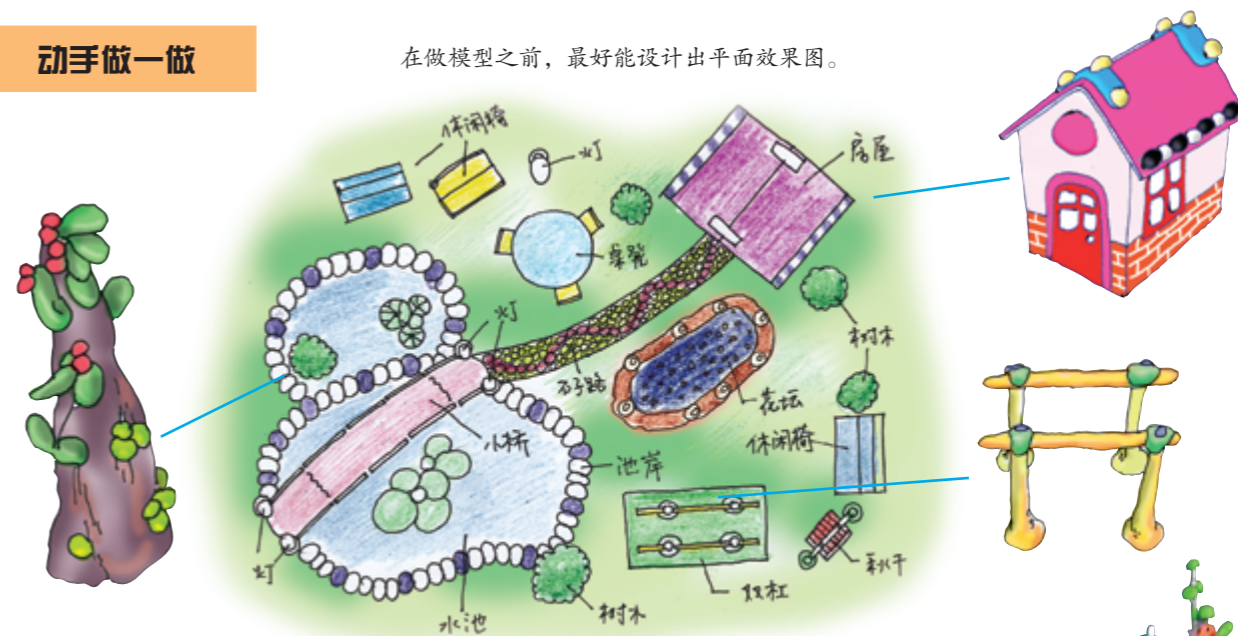 动手做一做
在做模型之前，最好能设计出平面效果图。
休闲椅
灯
房屋
桌凳
灯
树木
石子路
花坛
小桥
休闲椅
池岸
灯
秋千
双杠
树木
水池